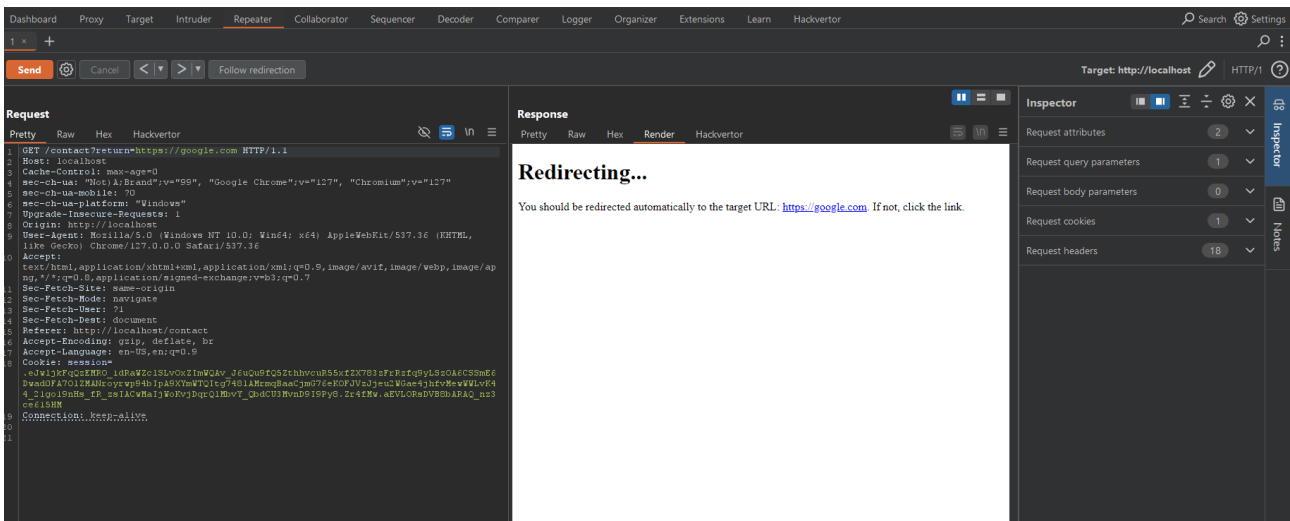 Dashboard Proxy Target Intruder Repeater Collaborator Sequencer Decoder Comparer Logger Organizer Extensions Learn Hackvertor Search Settings
1 × +
Send Cancel < > Follow redirection Target: http://localhost HTTP/1 ?
Request
Pretty Raw Hex Hackvertor \n
1 GET /contact?return=https://google.com HTTP/1.1
2 Host: localhost
3 Cache-Control: max-age=0
4 sec-ch-ua: "Not)A;Brand";v="99", "Google Chrome";v="127", "Chromium";v="127"
5 sec-ch-ua-mobile: ?0
6 sec-ch-ua-platform: "Windows"
7 Upgrade-Insecure-Requests: 1
8 Origin: http://localhost
9 User-Agent: Mozilla/5.0 (Windows NT 10.0; Win64; x64) AppleWebKit/537.36 (KHTML,
like Gecko) Chrome/127.0.0.0 Safari/537.36
10 Accept:
text/html,application/xhtml+xml,application/xml;q=0.9,image/avif,image/webp,image/ap
ng,*/*;q=0.8,application/signed-exchange;v=b3;q=0.7
11 Sec-Fetch-Site: same-origin
12 Sec-Fetch-Mode: navigate
13 Sec-Fetch-User: ?1
14 Sec-Fetch-Dest: document
15 Referer: http://localhost/contact
16 Accept-Encoding: gzip, deflate, br
17 Accept-Language: en-US,en;q=0.9
18 Cookie: session=
19 Connection: keep-alive
20
21
Response
Pretty Raw Hex Render Hackvertor \n
Redirecting...
You should be redirected automatically to the target URL: https://google.com. If not, click the link.
Inspector
Request attributes 2
Request query parameters 1
Request body parameters 0
Request cookies 1
Request headers 18
Inspector
Notes